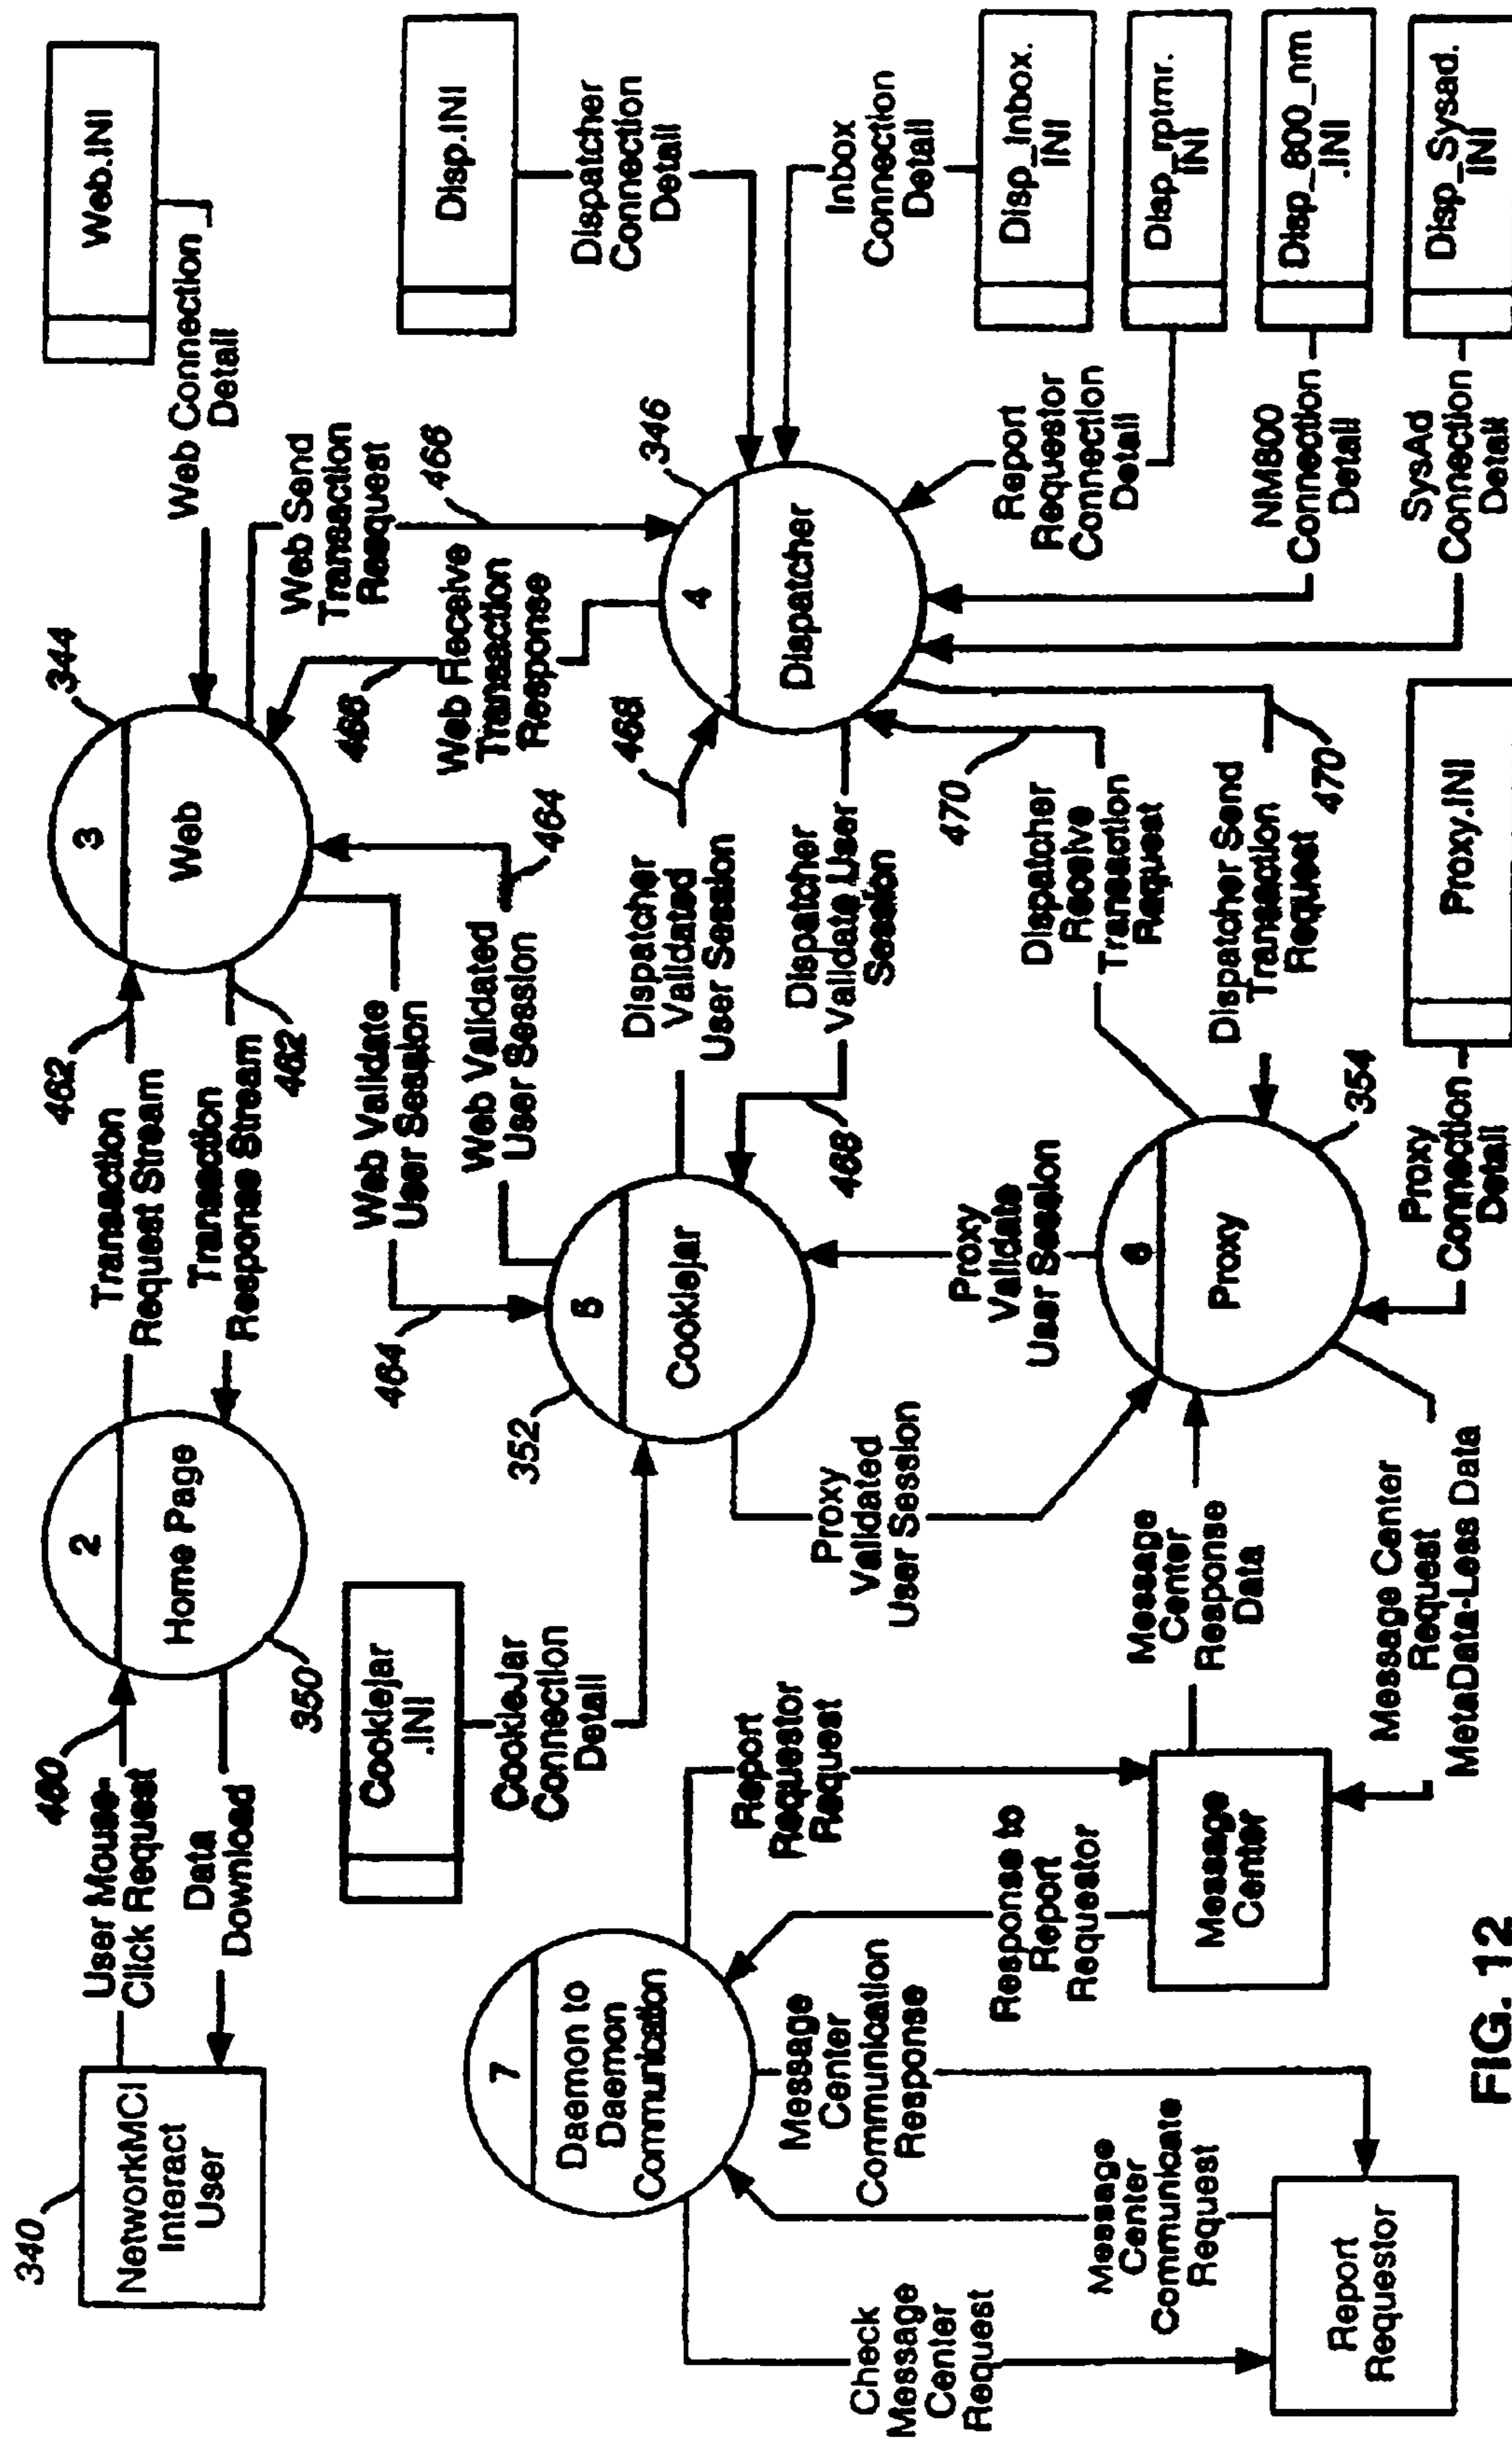 340
NetworkMCI
Interact
User
460
User Mouse-
Click Request
Data
Download
2
Home Page
350
462
Transaction
Request Stream
Transaction
Response Stream
462
3
Web
344
Web Connection
Detail
Web.INI
Web Send
Transaction
Request
466
466
Web Receive
Transaction
Response
Web Validate
User Session
464
Web Validated
User Session
464
Cookiejar
.INI
CookieJar
Connection
Detail
352
5
Cookiejar
Dispatcher
Validated
User Session
468
Dispatcher
Validate User
Session
468
346
4
Dispatcher
Disp.INI
Dispatcher
Connection
Detail
Inbox
Connection
Detail
Disp_Inbox.
INI
Report
Requestor
Connection
Detail
Disp_rptmr.
INI
NM800
Connection
Detail
Disp_800_nm
.INI
SysAd
Connection
Detail
Disp_Sysad.
INI
470
Dispatcher
Receive
Transaction
Request
Dispatcher Send
Transaction
Request
470
Proxy
Validated
User Session
Proxy
Validate
User Session
6
Proxy
354
Proxy
Connection
Detail
Proxy.INI
7
Daemon to
Daemon
Communication
Report
Requestor
Request
Response to
Report
Requestor
Message
Center
Message
Center
Response
Data
Message Center
Request
MetaData-Less Data
Message
Center
Communication
Response
Message
Center
Communicate
Request
Check
Message
Center
Request
Report
Requestor
FIG. 12